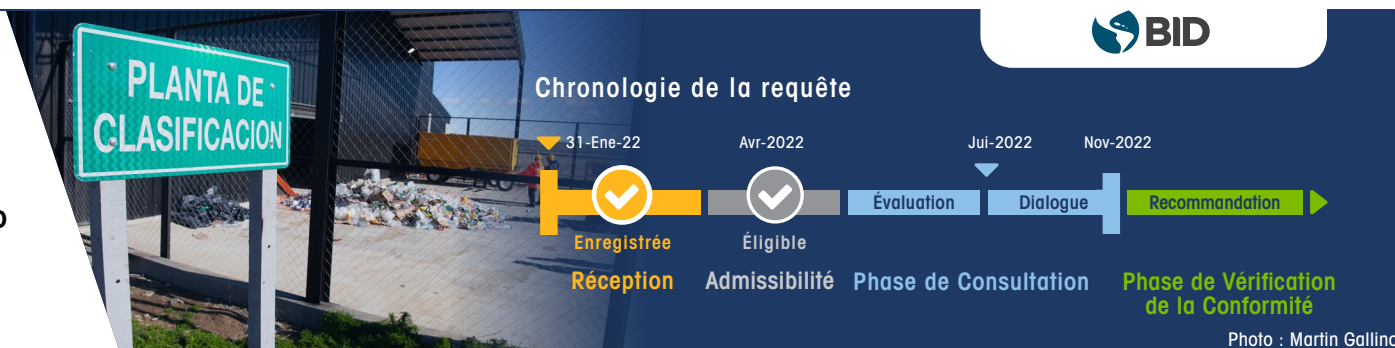 PLANTA DE
CLASIFICACION
BID
Chronologie de la requête
31-Ene-22
Avr-2022
Jui-2022
Nov-2022
Évaluation
Dialogue
Recommandation
Enregistrée
Éligible
Réception
Admissibilité
Phase de Consultation
Phase de Vérification
de la Conformité
Photo : Martin Gallino